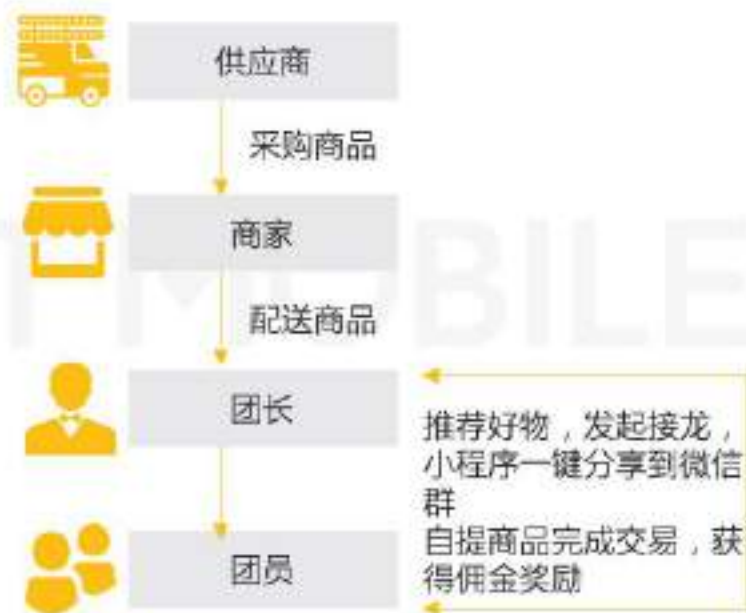 供应商
采购商品
商家
MOBILE
配送商品
团长
推荐好物，发起接龙，
小程序一键分享到微信
群
自提商品完成交易，获
得佣金奖励
团员